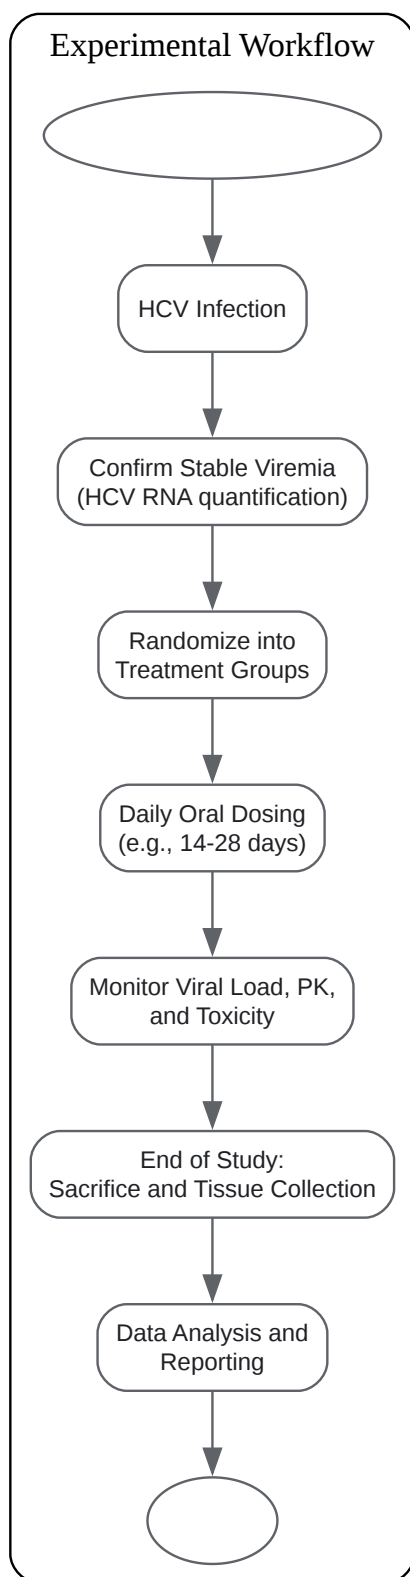 Experimental Workflow
HCV Infection
Confirm Stable Viremia
(HCV RNA quantification)
Randomize into
Treatment Groups
Daily Oral Dosing
(e.g., 14-28 days)
Monitor Viral Load, PK,
and Toxicity
End of Study:
Sacrifice and Tissue Collection
Data Analysis and
Reporting